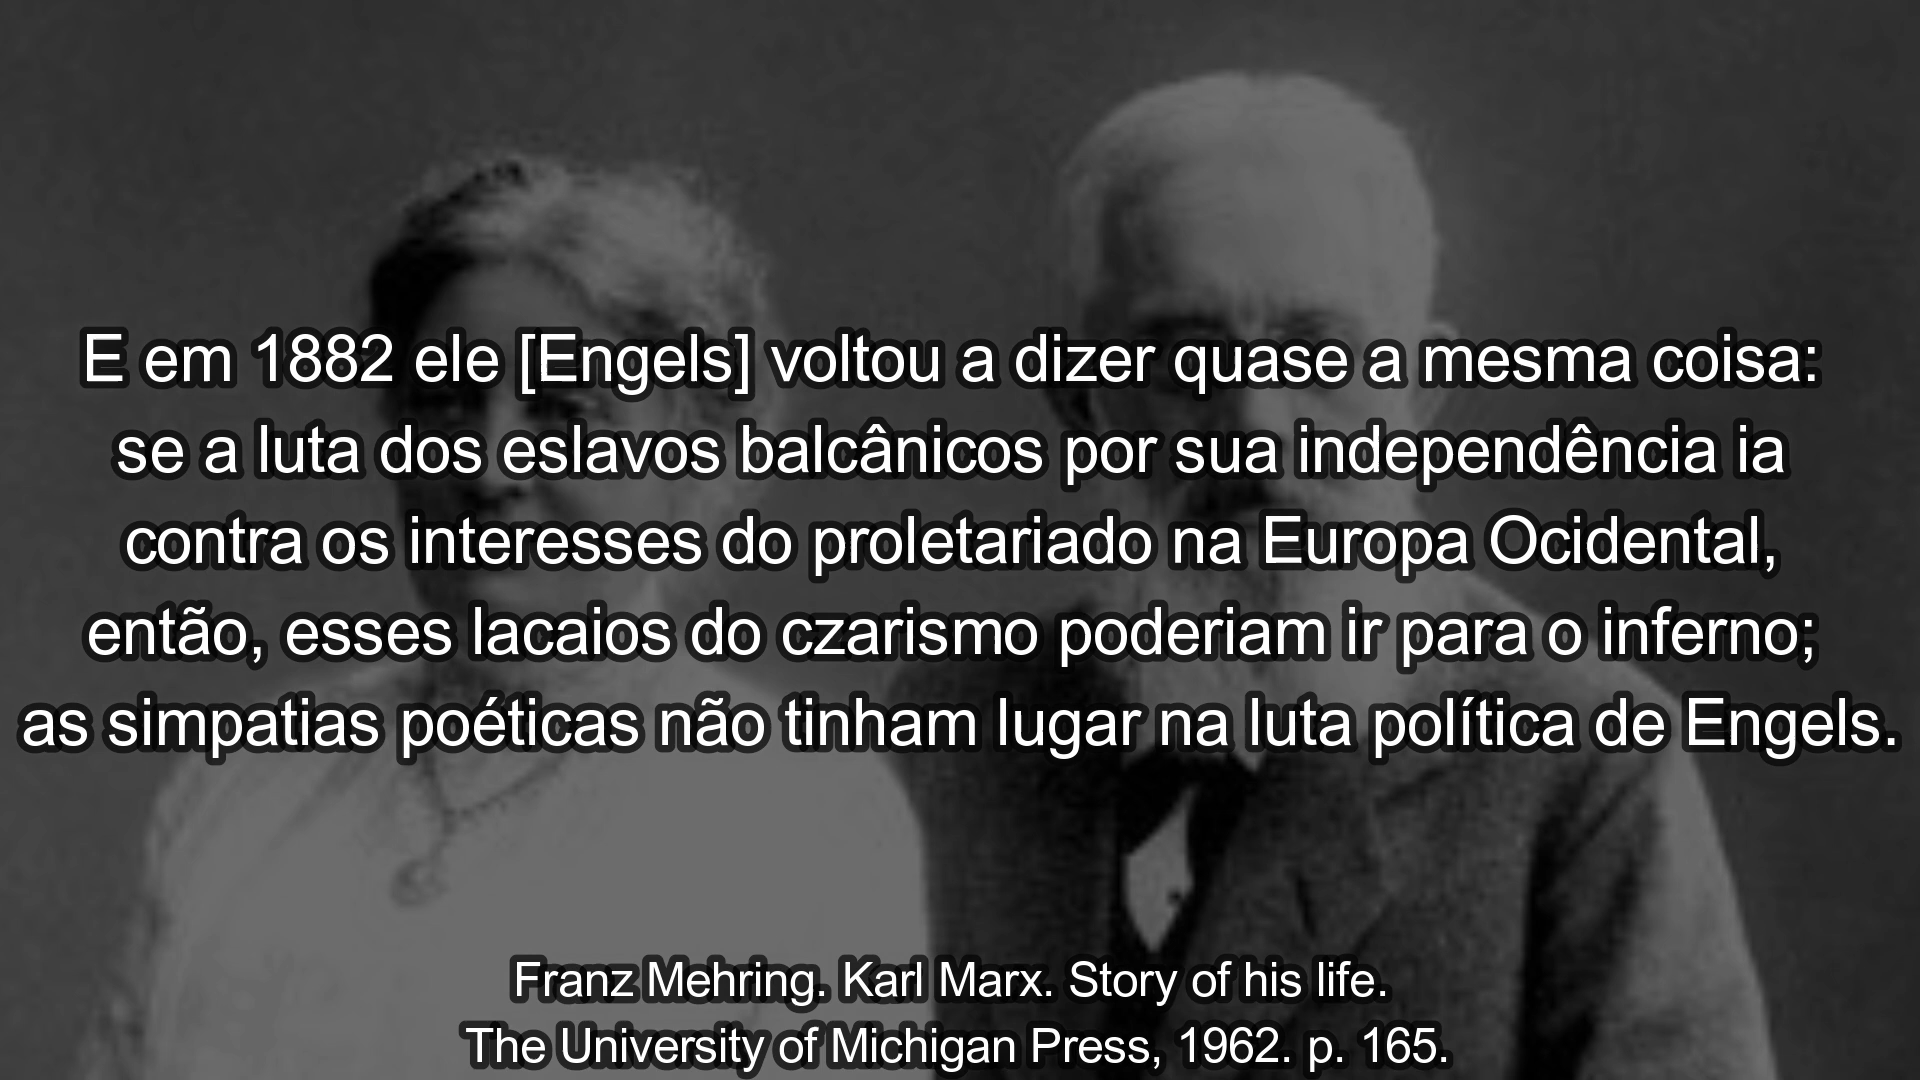 E em 1882 ele [Engels] voltou a dizer quase a mesma coisa:
se a luta dos eslavos balcânicos por sua independência ia
contra os interesses do proletariado na Europa Ocidental,
então, esses lacaios do czarismo poderiam ir para o inferno;
as simpatias poéticas não tinham lugar na luta política de Engels.
Franz Mehring. Karl Marx. Story of his life.
The University of Michigan Press, 1962. p. 165.